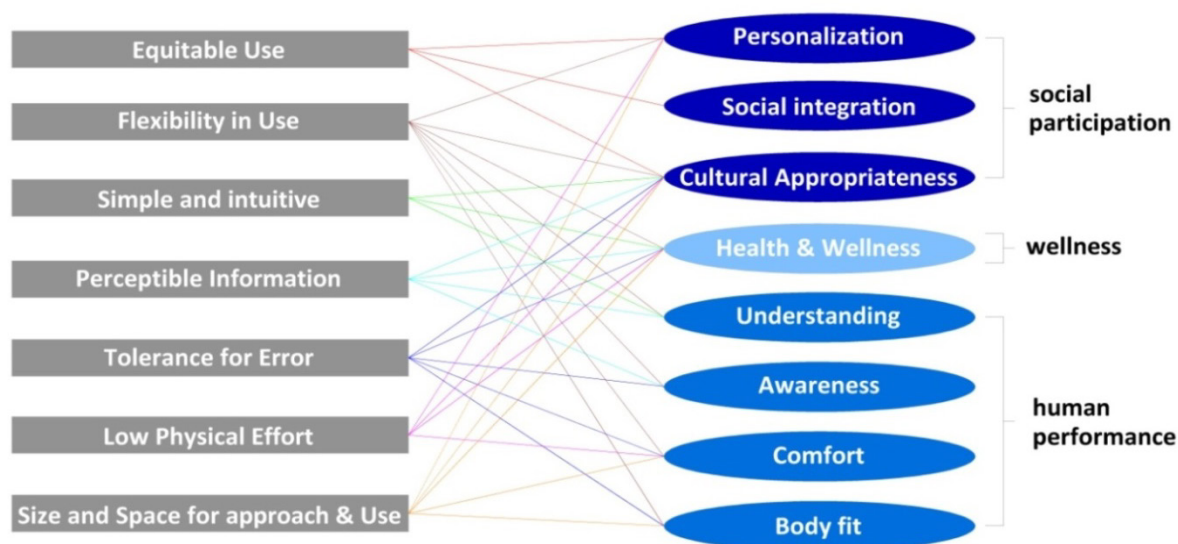 Equitable Use
Flexibility in Use
Simple and intuitive
Perceptible Information
Tolerance for Error
Low Physical Effort
Size and Space for approach & Use
Personalization
Social integration
Cultural Appropriateness
Health & Wellness
Understanding
Awareness
Comfort
Body fit
social
participation
wellness
human
performance